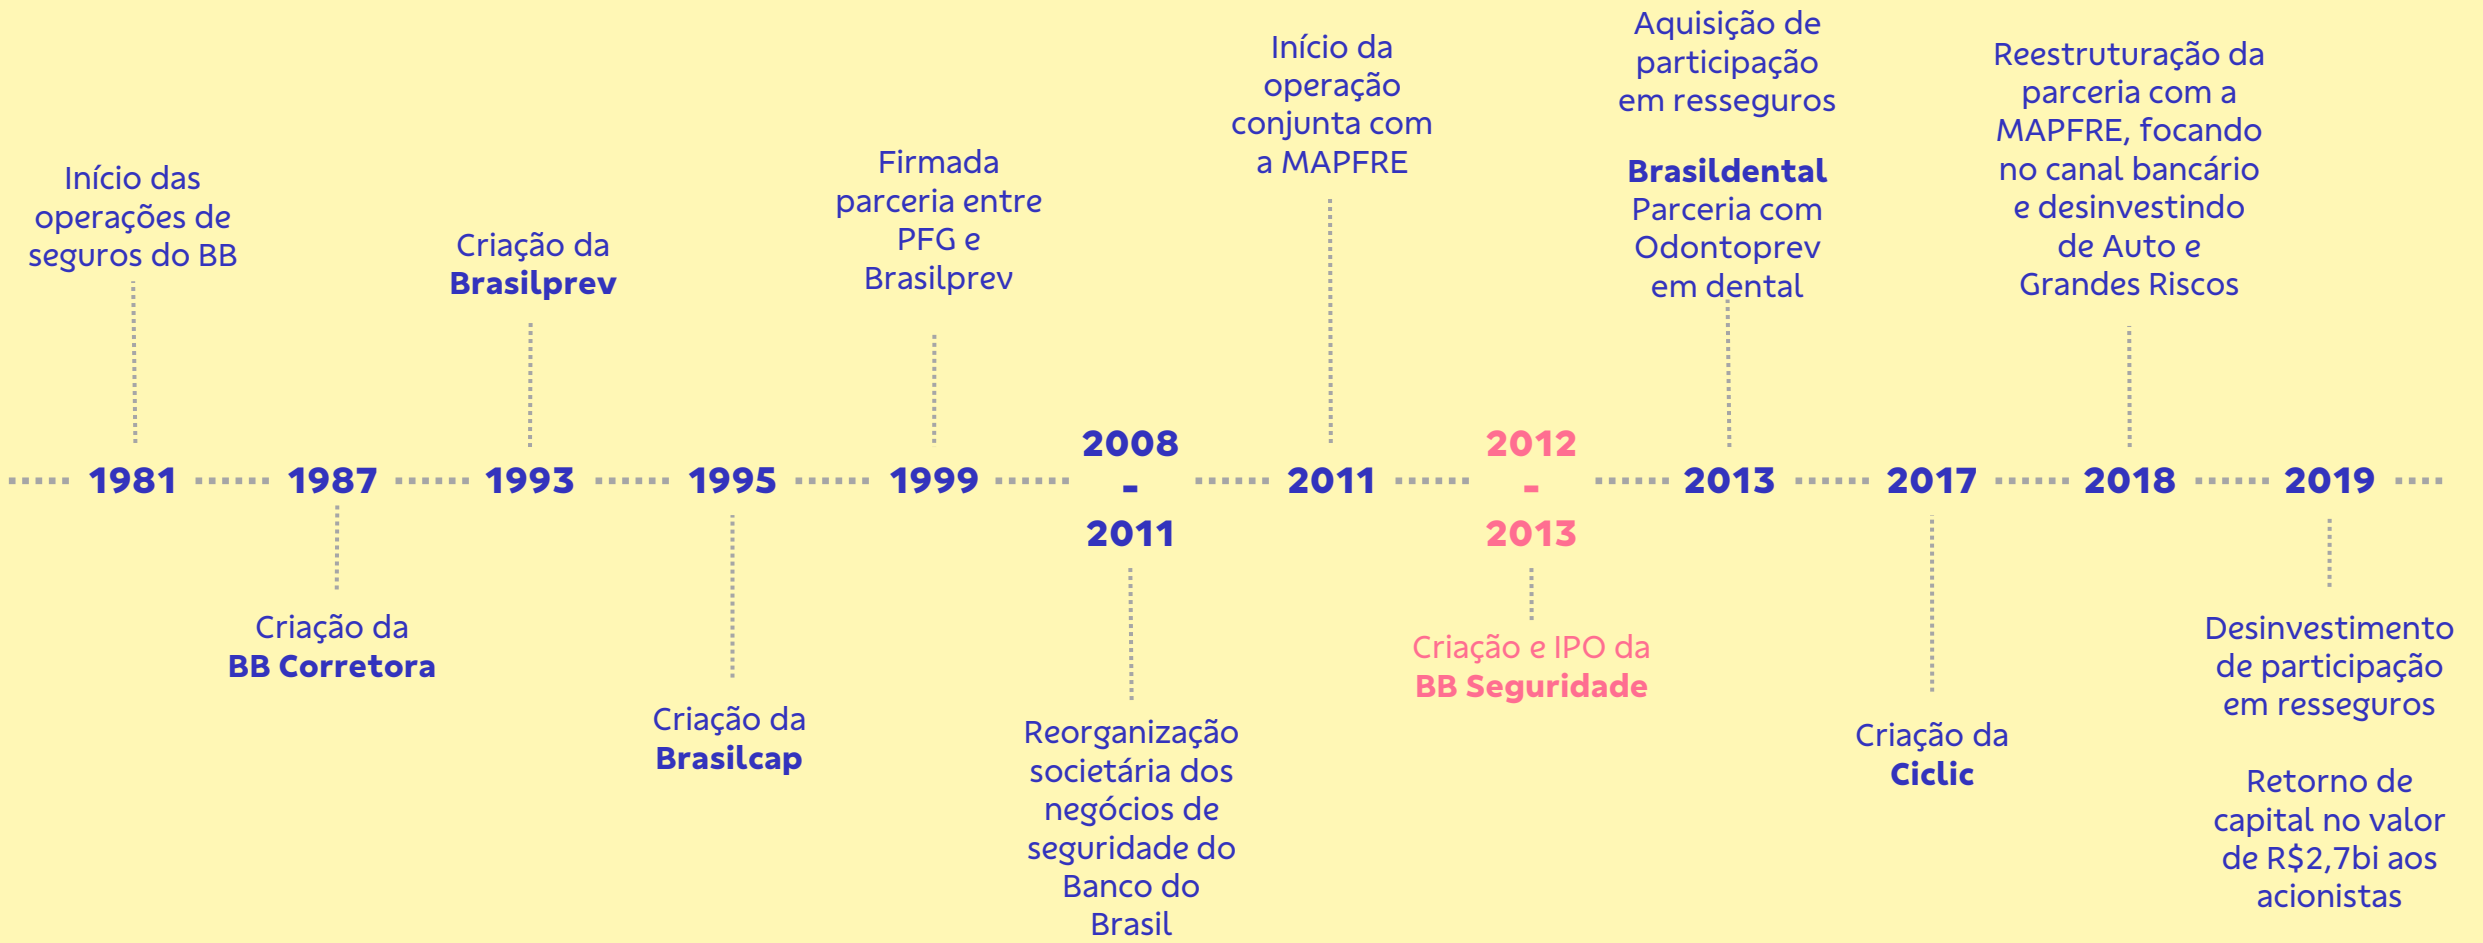 1981
Início das
operações de
seguros do BB
1987
Criação da
BB Corretora
1993
Criação da
Brasilprev
1995
Criação da
Brasilcap
1999
Firmada
parceria entre
PFG e
Brasilprev
2008
-
2011
Reorganização
societária dos
negócios de
seguridade do
Banco do
Brasil
2011
Início da
operação
conjunta com
a MAPFRE
2012
-
2013
Criação e IPO da
BB Seguridade
2013
Aquisição de
participação
em resseguros
Brasildental
Parceria com
Odontoprev
em dental
2017
Criação da
Ciclic
2018
Reestruturação da
parceria com a
MAPFRE, focando
no canal bancário
e desinvestindo
de Auto e
Grandes Riscos
2019
Desinvestimento
de participação
em resseguros
Retorno de
capital no valor
de R$2,7bi aos
acionistas